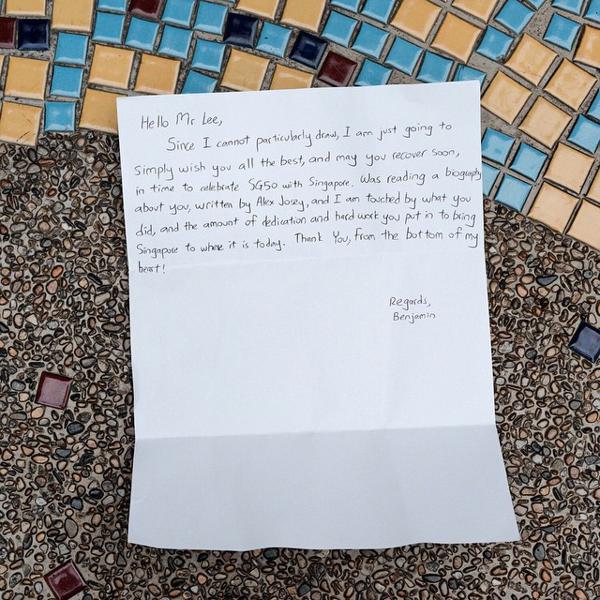 Hello Mr Lee,
Since I cannot particularly draw, I am just going to
simply wish you all the best, and may you recover soon,
in time to celebrate SG50 with Singapore. Was reading a biography
about you, written by Alex Josey, and I am touched by what you
did, and the amount of dedication and hard work you put in to bring
Singapore to where it is today. Thank You, from the bottom of my
heart!
Regards,
Benjamin